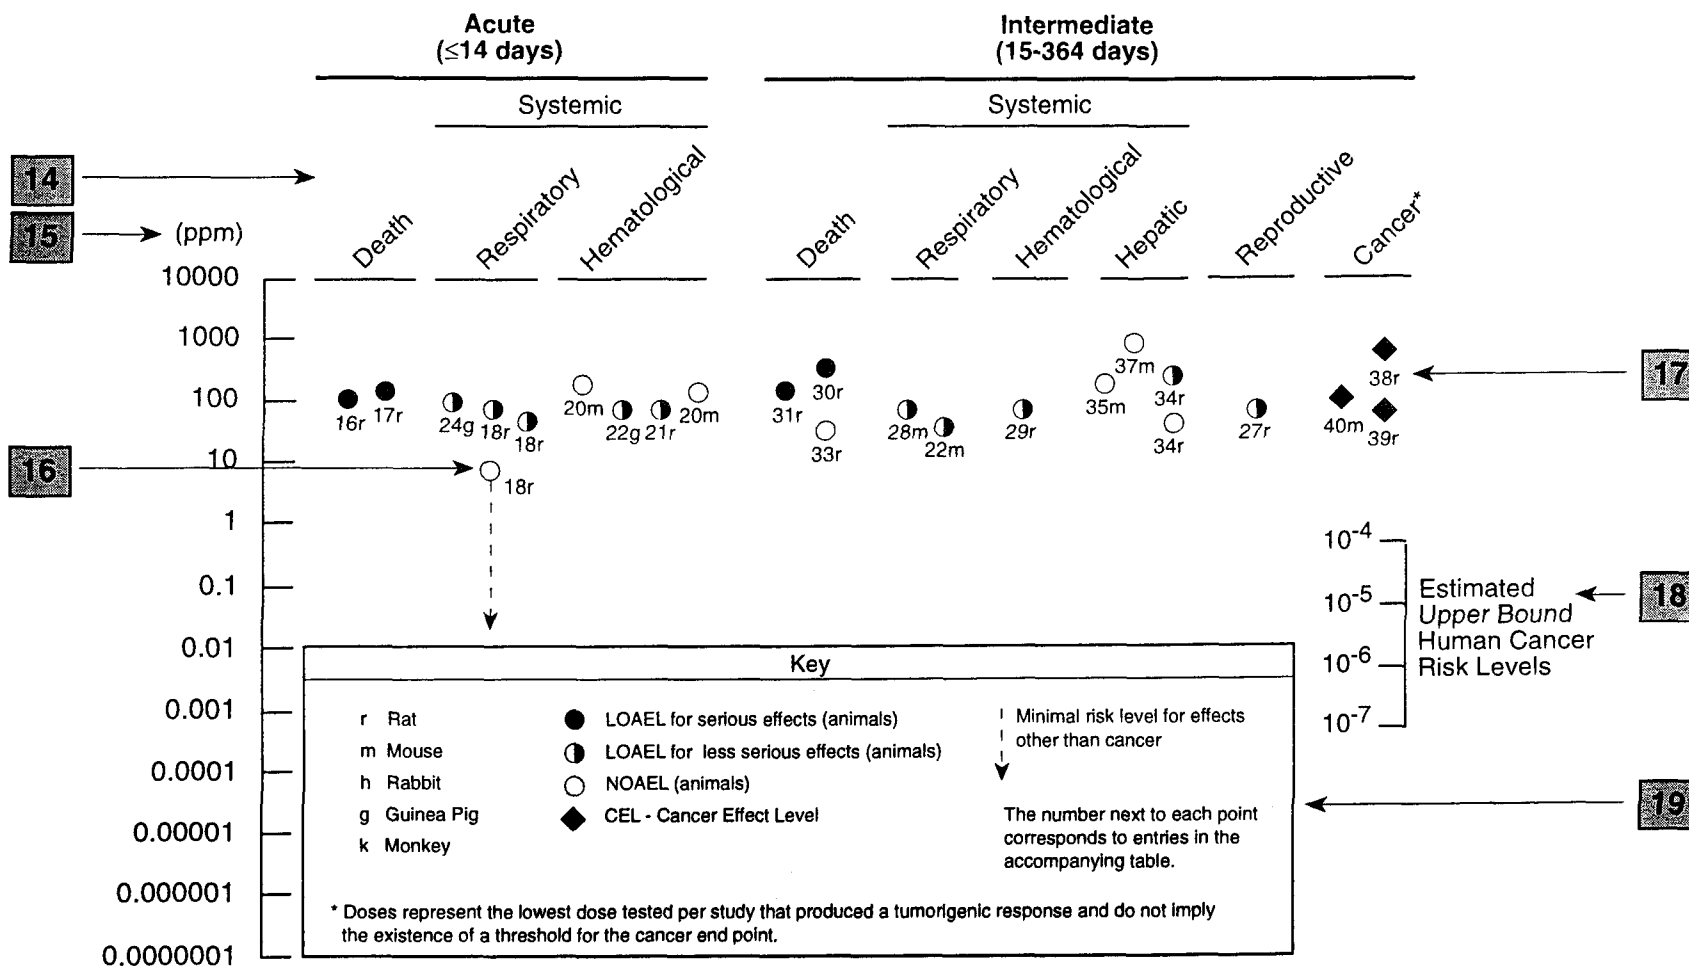 Acute
(≤14 days)
Intermediate
(15-364 days)
Systemic
Systemic
14
15
(ppm)
Death
Respiratory
Hematological
Death
Respiratory
Hematological
Hepatic
Reproductive
Cancer*
10000
1000
100
10
1
0.1
0.01
0.001
0.0001
0.00001
0.000001
0.0000001
16r
17r
24g
18r
18r
18r
20m
22g
21r
20m
31r
30r
33r
28m
22m
29r
35m
37m
34r
34r
27r
40m
38r
39r
16
17
10-4
10-5
10-6
10-7
Estimated
Upper Bound
Human Cancer
Risk Levels
18
Key
r Rat
m Mouse
h Rabbit
g Guinea Pig
k Monkey
LOAEL for serious effects (animals)
LOAEL for less serious effects (animals)
NOAEL (animals)
CEL - Cancer Effect Level
Minimal risk level for effects
other than cancer
The number next to each point
corresponds to entries in the
accompanying table.
19
* Doses represent the lowest dose tested per study that produced a tumorigenic response and do not imply
the existence of a threshold for the cancer end point.